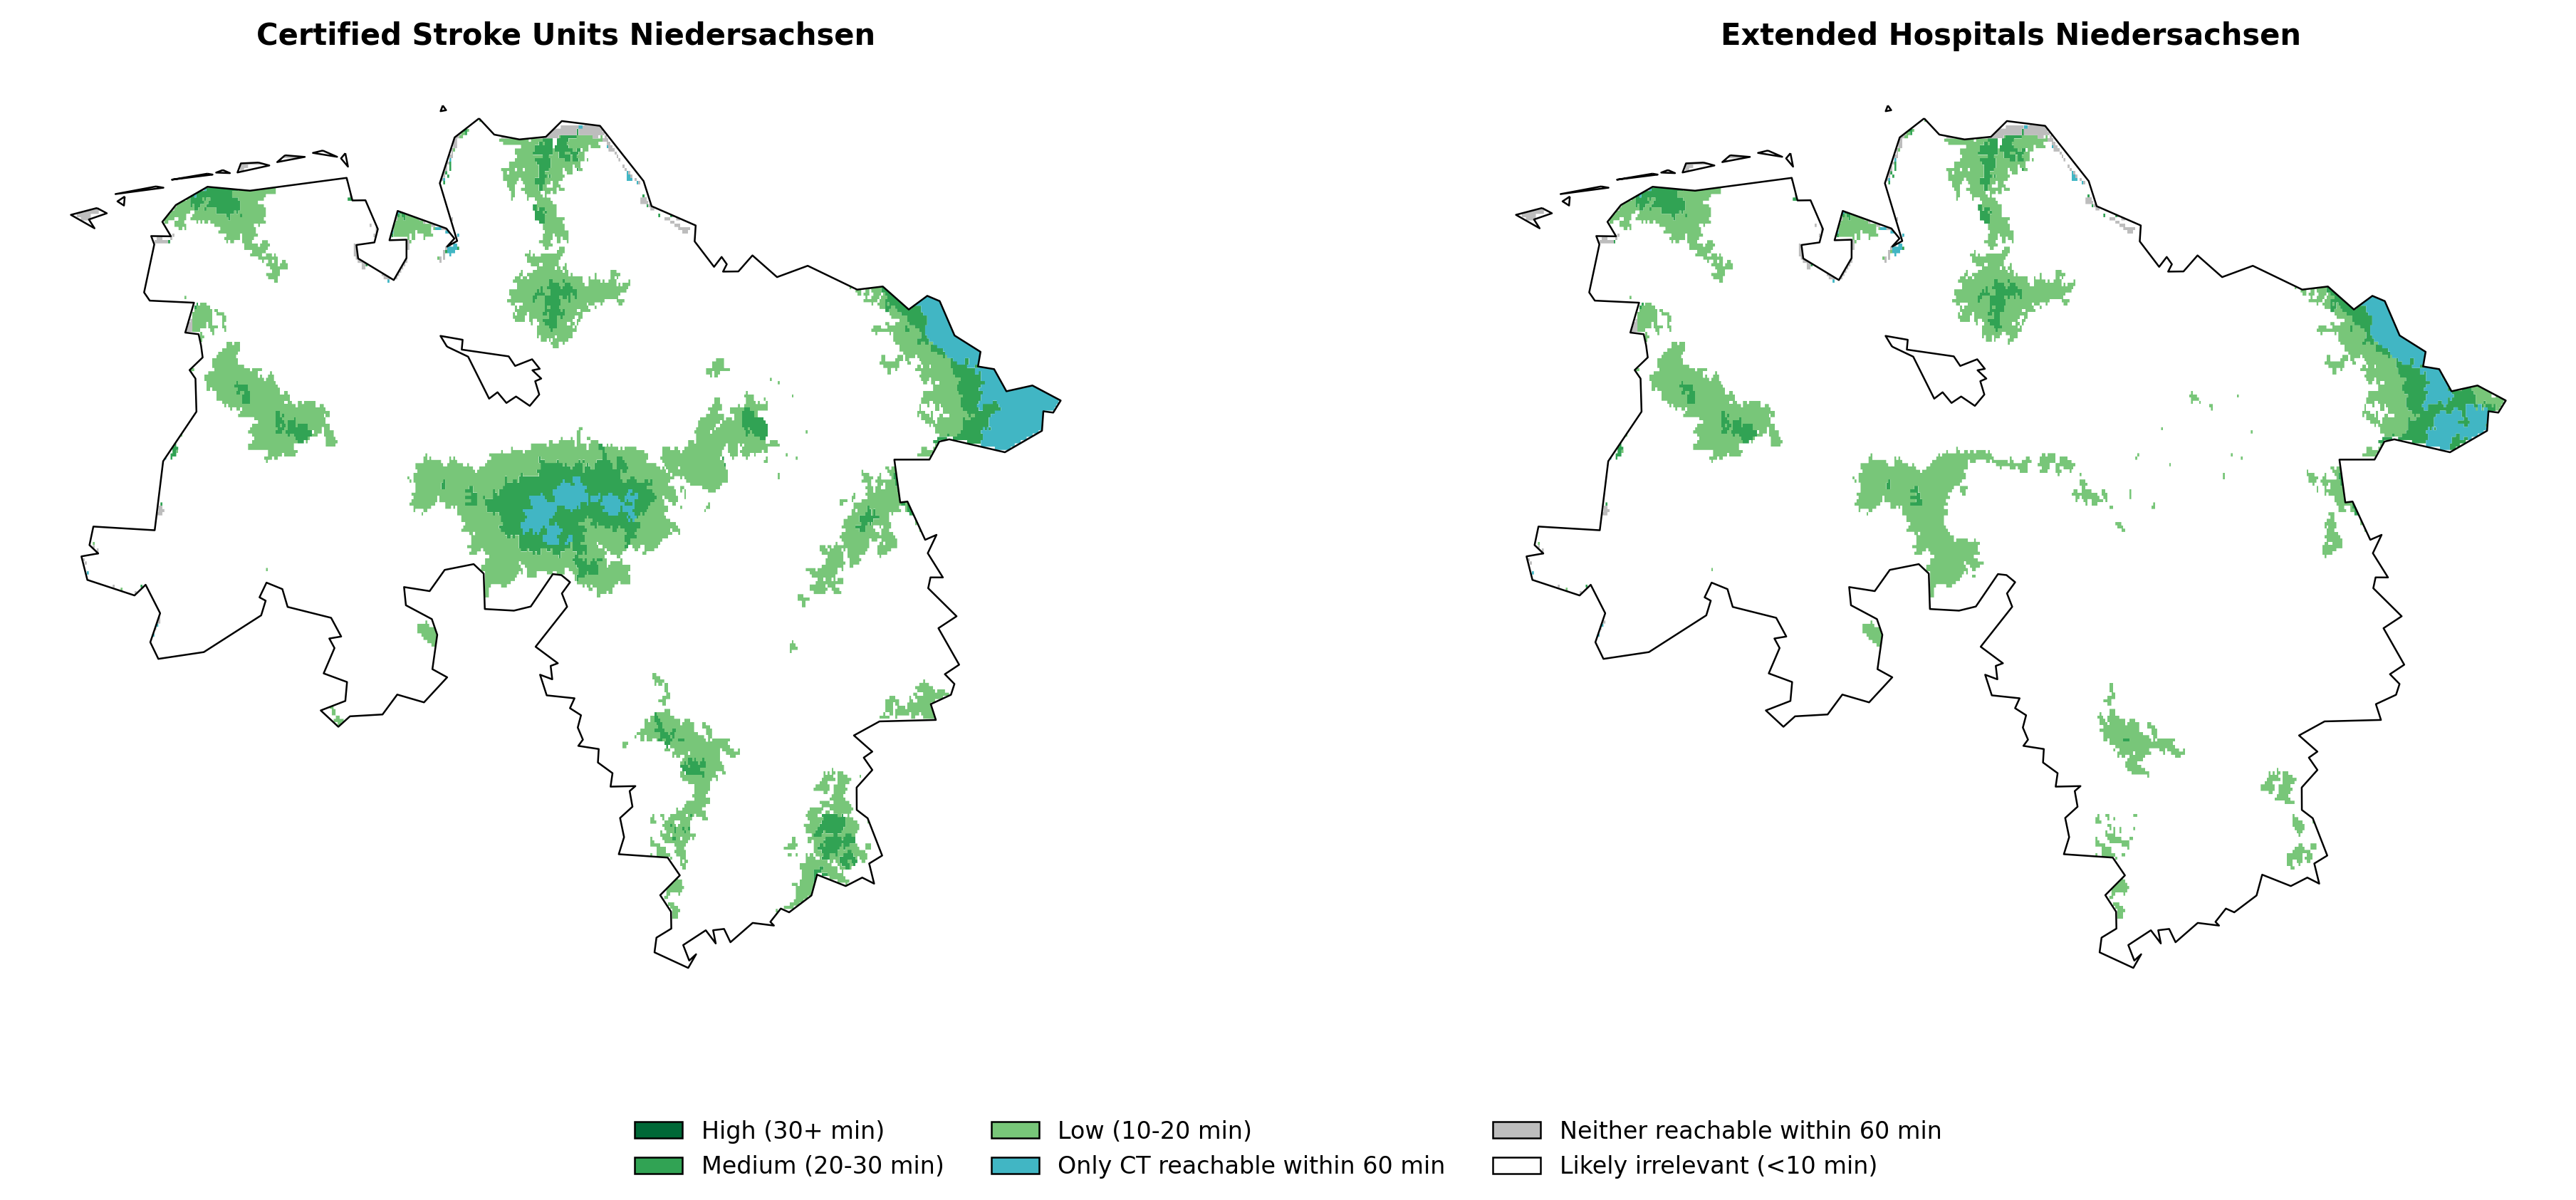 Certified Stroke Units Niedersachsen
Extended Hospitals Niedersachsen
High (30+ min)
Medium (20-30 min)
Low (10-20 min)
Only CT reachable within 60 min
Neither reachable within 60 min
Likely irrelevant (<10 min)